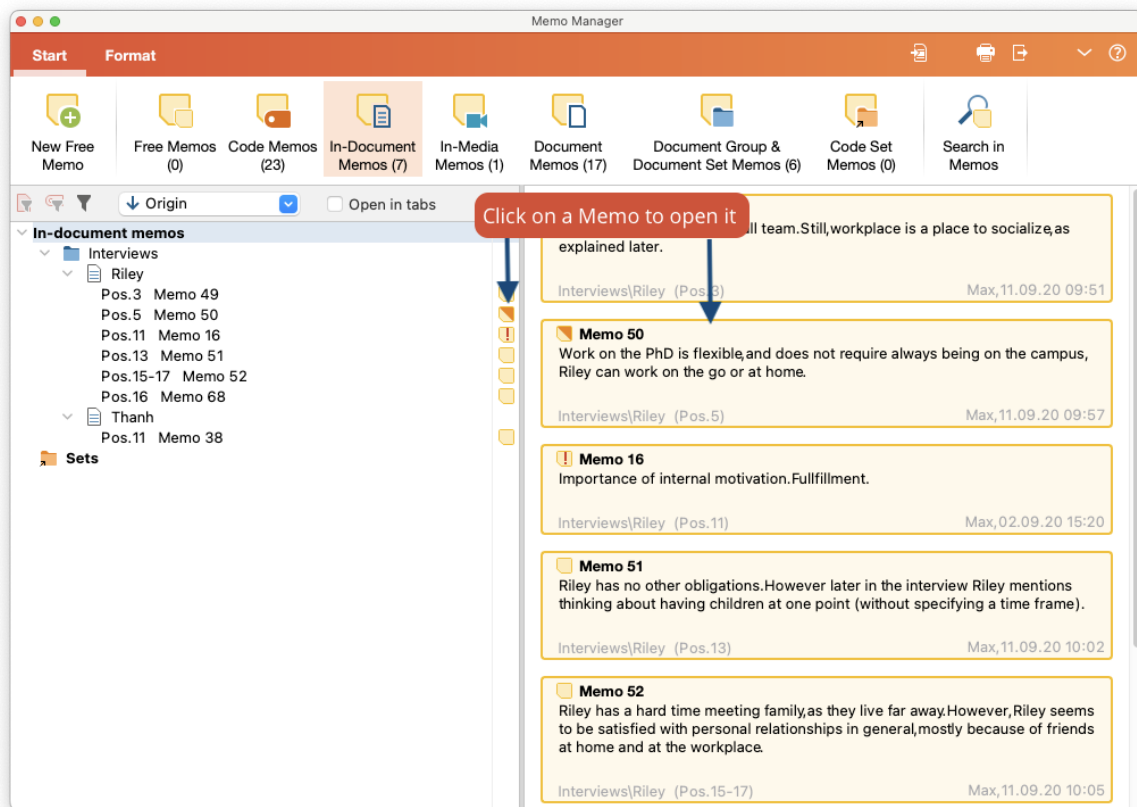 Memo Manager
Start Format
New Free Memo
Free Memos (0)
Code Memos (23)
In-Document Memos (7)
In-Media Memos (1)
Document Memos (17)
Document Group & Document Set Memos (6)
Code Set Memos (0)
Search in Memos
Origin
Open in tabs
Click on a Memo to open it
In-document memos
Interviews
Riley
Pos.3 Memo 49
Pos.5 Memo 50
Pos.11 Memo 16
Pos.13 Memo 51
Pos.15-17 Memo 52
Pos.16 Memo 68
Thanh
Pos.11 Memo 38
Sets
team.Still,workplace is a place to socialize,as
explained later.
Interviews\Riley (Pos.3) Max,11.09.20 09:51
Memo 50
Work on the PhD is flexible,and does not require always being on the campus,
Riley can work on the go or at home.
Interviews\Riley (Pos.5) Max,11.09.20 09:57
Memo 16
Importance of internal motivation.Fullfillment.
Interviews\Riley (Pos.11) Max,02.09.20 15:20
Memo 51
Riley has no other obligations.However later in the interview Riley mentions
thinking about having children at one point (without specifying a time frame).
Interviews\Riley (Pos.13) Max,11.09.20 10:02
Memo 52
Riley has a hard time meeting family,as they live far away.However,Riley seems
to be satisfied with personal relationships in general,mostly because of friends
at home and at the workplace.
Interviews\Riley (Pos.15-17) Max,11.09.20 10:05